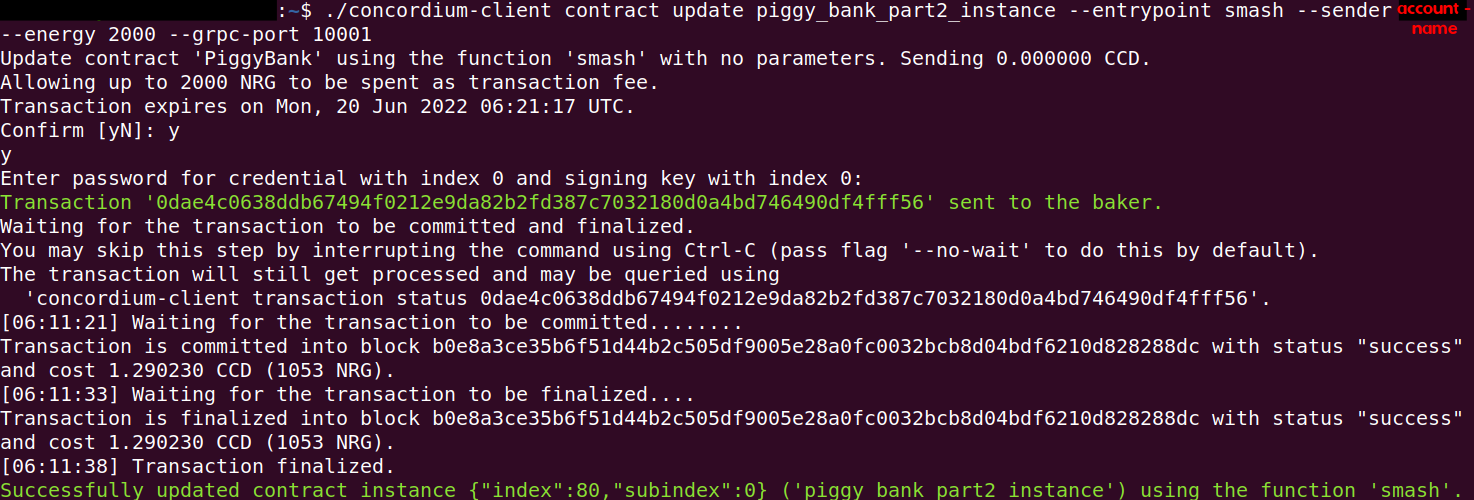 :~$ ./concordium-client contract update piggy_bank_part2_instance --entrypoint smash --sender account-name
--energy 2000 --grpc-port 10001
Update contract 'PiggyBank' using the function 'smash' with no parameters. Sending 0.000000 CCD.
Allowing up to 2000 NRG to be spent as transaction fee.
Transaction expires on Mon, 20 Jun 2022 06:21:17 UTC.
Confirm [yN]: y
y
Enter password for credential with index 0 and signing key with index 0:
Transaction '0dae4c0638ddb67494f0212e9da82b2fd387c7032180d0a4bd746490df4fff56' sent to the baker.
Waiting for the transaction to be committed and finalized.
You may skip this step by interrupting the command using Ctrl-C (pass flag '--no-wait' to do this by default).
The transaction will still get processed and may be queried using
  'concordium-client transaction status 0dae4c0638ddb67494f0212e9da82b2fd387c7032180d0a4bd746490df4fff56'.
[06:11:21] Waiting for the transaction to be committed........
Transaction is committed into block b0e8a3ce35b6f51d44b2c505df9005e28a0fc0032bcb8d04bdf6210d828288dc with status "success"
and cost 1.290230 CCD (1053 NRG).
[06:11:33] Waiting for the transaction to be finalized....
Transaction is finalized into block b0e8a3ce35b6f51d44b2c505df9005e28a0fc0032bcb8d04bdf6210d828288dc with status "success"
and cost 1.290230 CCD (1053 NRG).
[06:11:38] Transaction finalized.
Successfully updated contract instance {"index":80,"subindex":0} ('piggy_bank_part2_instance') using the function 'smash'.